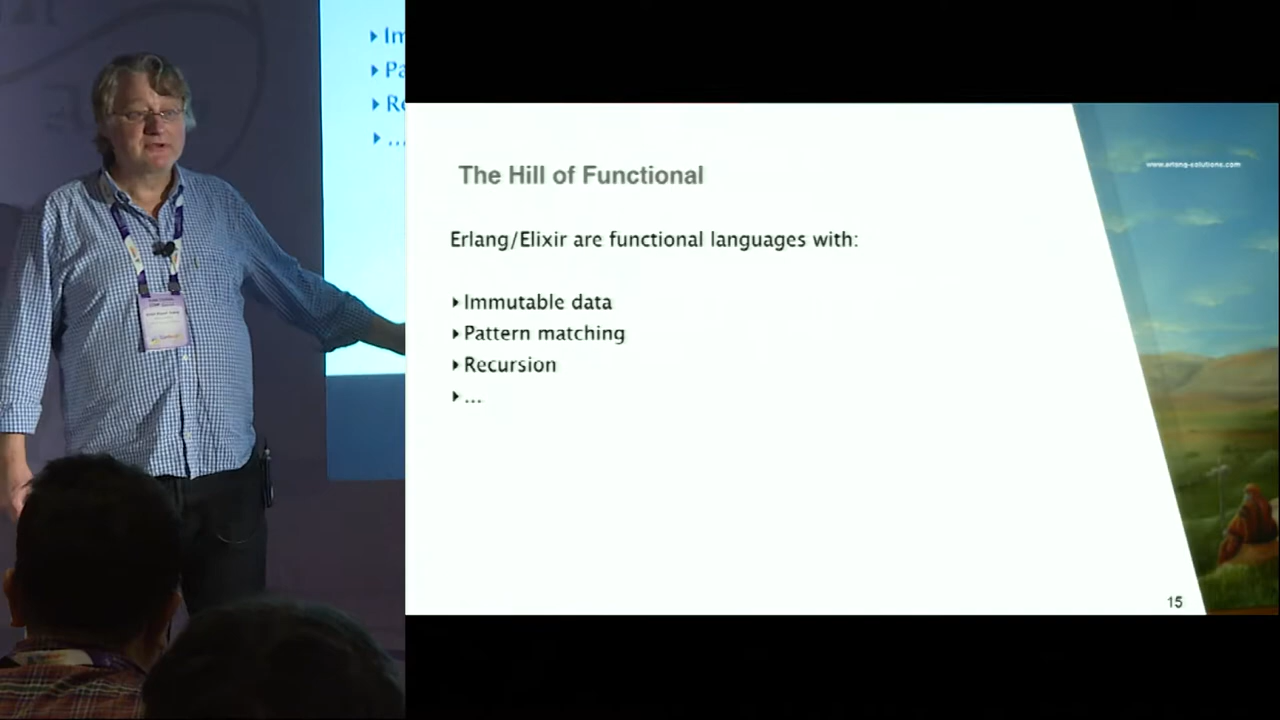 Im
Pa
Re
...
The Hill of Functional
www.erlang-solutions.com
Erlang/Elixir are functional languages with:
Immutable data
Pattern matching
Recursion
...
15